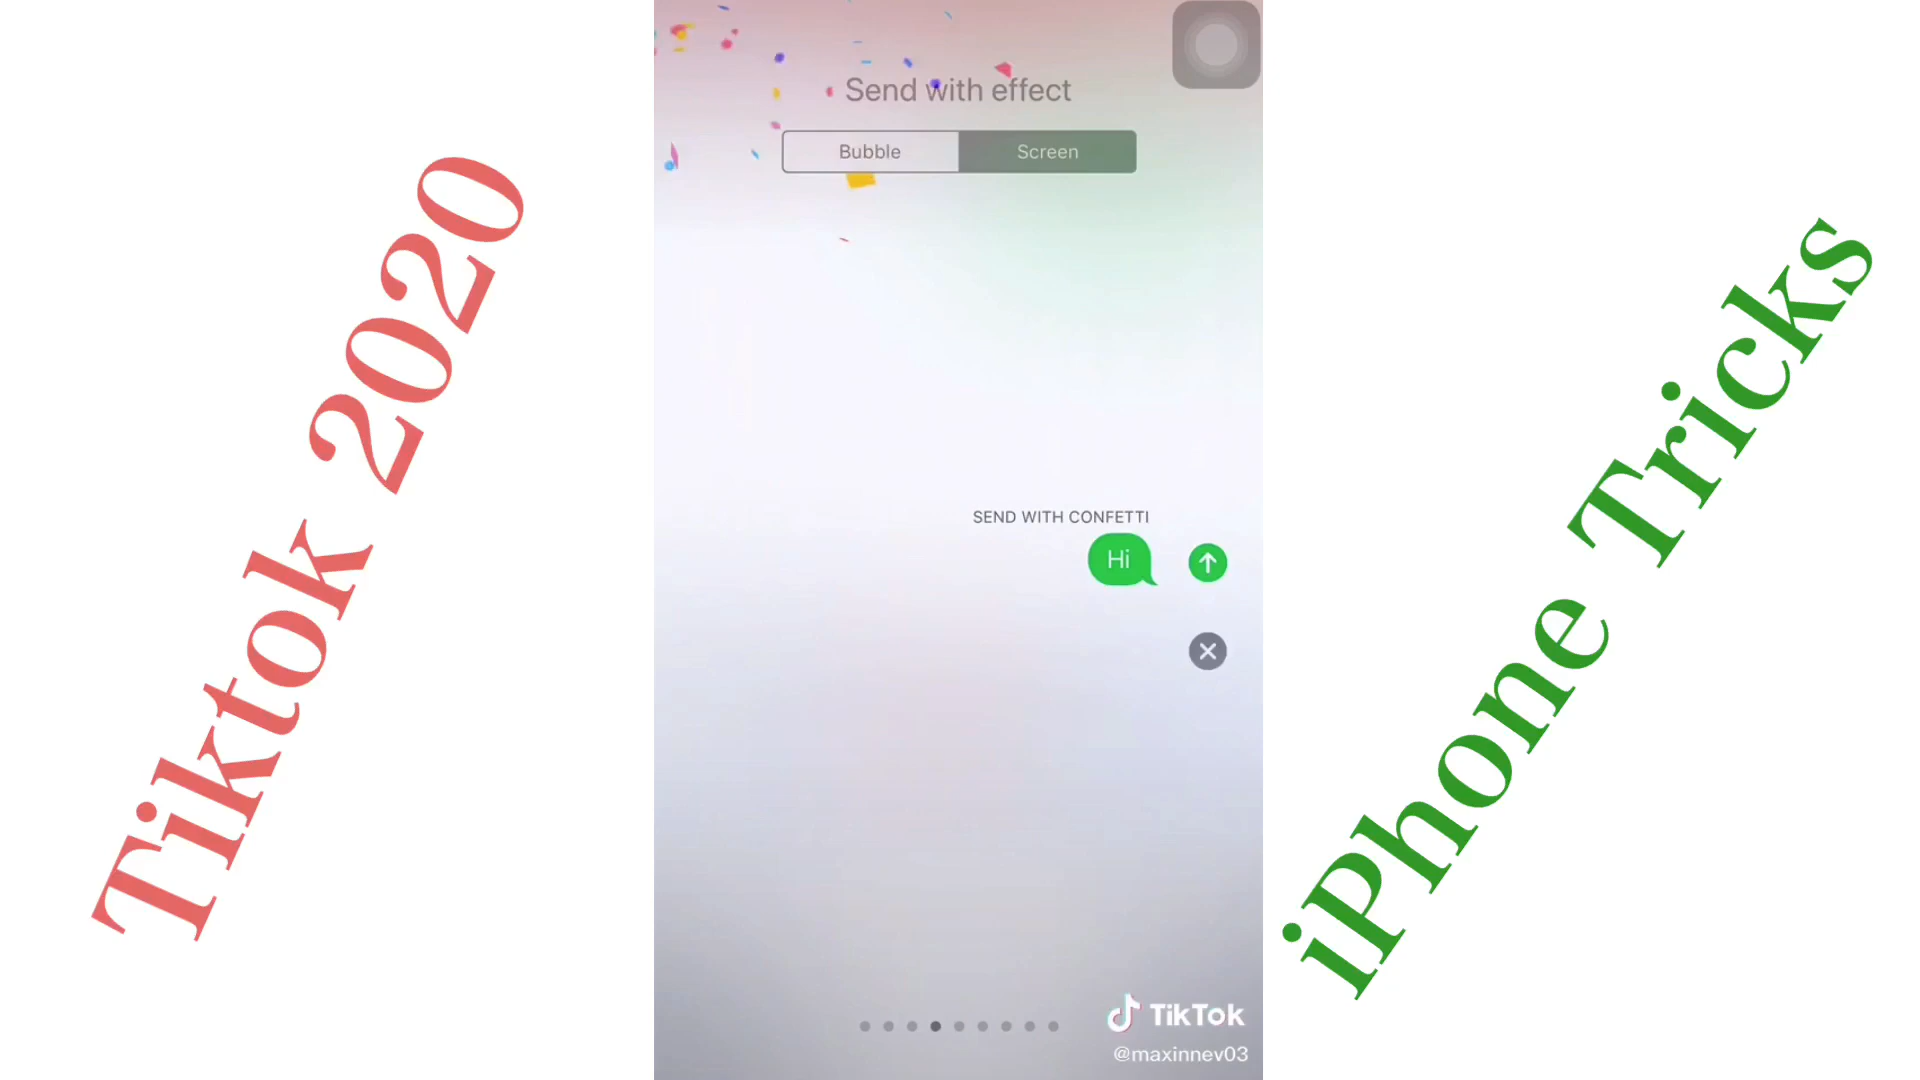 Tiktok 2020
Send with effect
Bubble
Screen
SEND WITH CONFETTI
Hi
TikTok
@maxinnev03
iPhone Tricks